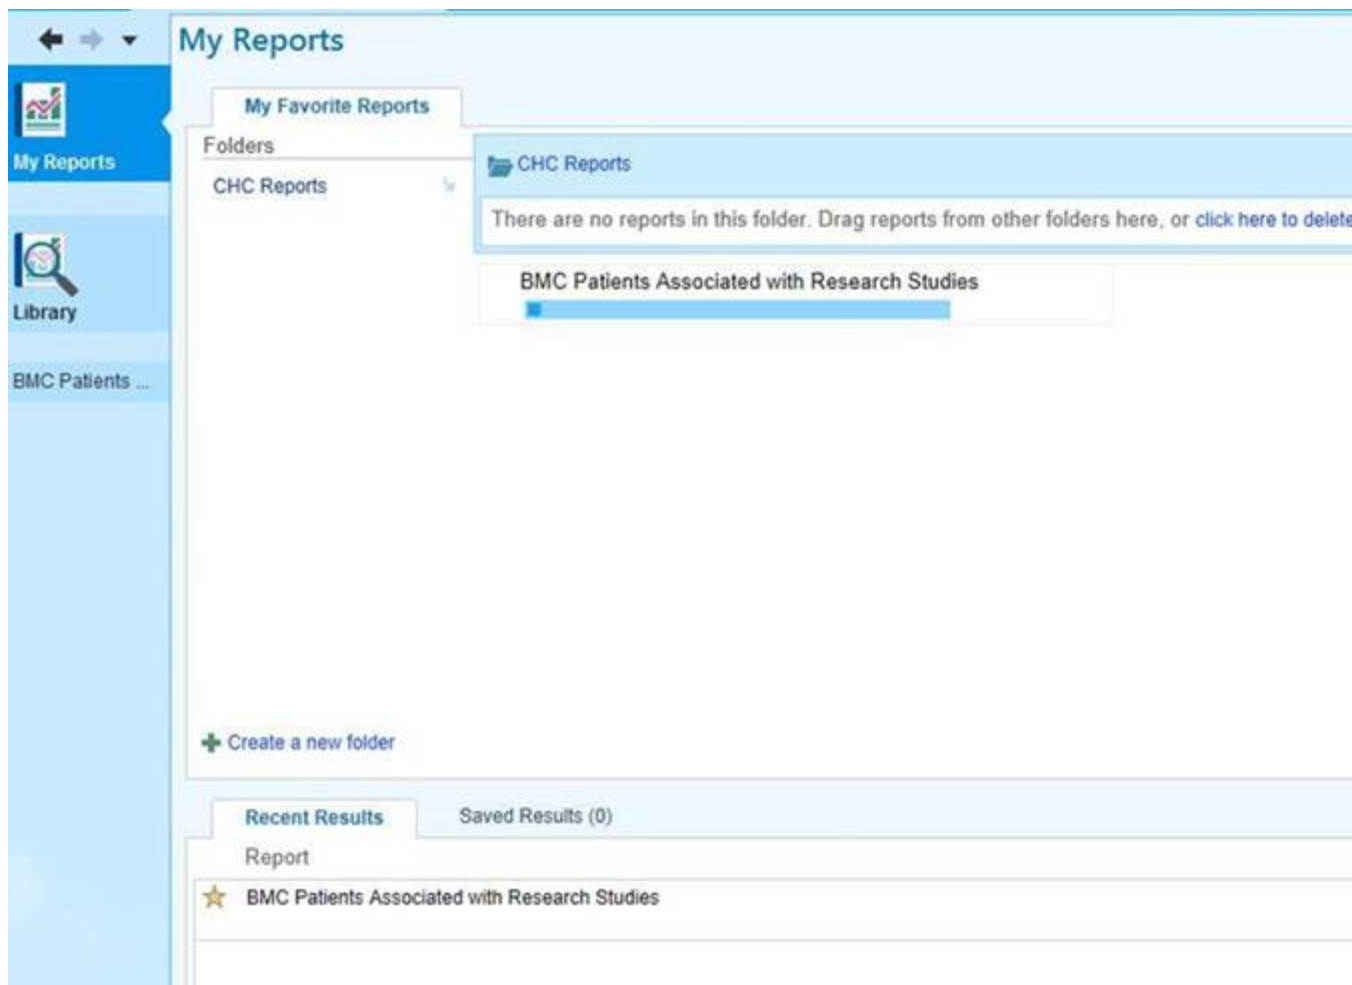 My Reports
My Reports
Library
BMC Patients ...
My Favorite Reports
Folders
CHC Reports
CHC Reports
There are no reports in this folder. Drag reports from other folders here, or click here to delete
BMC Patients Associated with Research Studies
Create a new folder
Recent Results
Saved Results (0)
Report
BMC Patients Associated with Research Studies